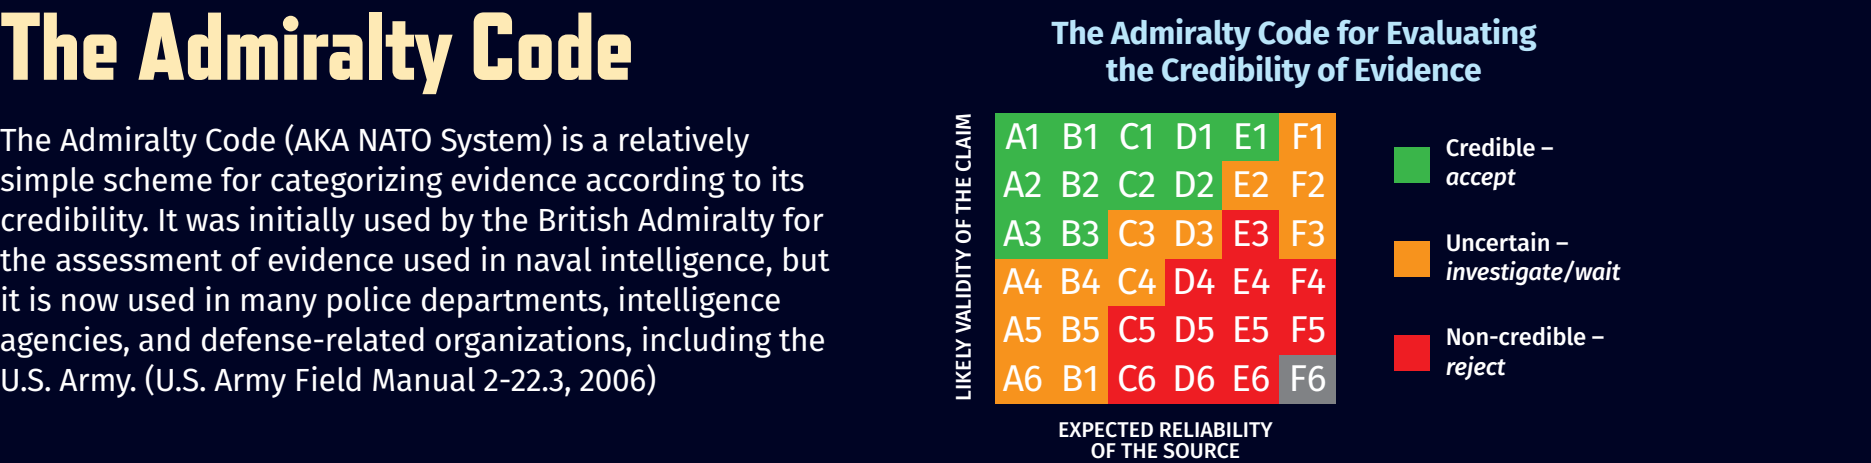 The Admiralty Code
The Admiralty Code (AKA NATO System) is a relatively
simple scheme for categorizing evidence according to its
credibility. It was initially used by the British Admiralty for
the assessment of evidence used in naval intelligence, but
it is now used in many police departments, intelligence
agencies, and defense-related organizations, including the
U.S. Army. (U.S. Army Field Manual 2-22.3, 2006)
The Admiralty Code for Evaluating
the Credibility of Evidence
LIKELY VALIDITY OF THE CLAIM
A1 B1 C1 D1 E1 F1
A2 B2 C2 D2 E2 F2
A3 B3 C3 D3 E3 F3
A4 B4 C4 D4 E4 F4
A5 B5 C5 D5 E5 F5
A6 B1 C6 D6 E6 F6
EXPECTED RELIABILITY
OF THE SOURCE
Credible –
accept
Uncertain –
investigate/wait
Non-credible –
reject